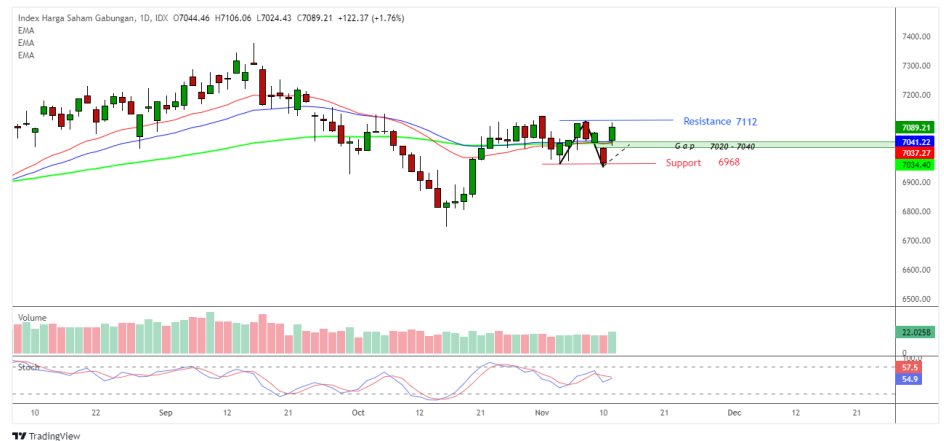 Index Harga Saham Gabungan, 1D, IDX O7044.46 H7106.06 L7024.43 C7089.21 +122.37 (+1.76%)
EMA
EMA
EMA
7400.00
7300.00
7200.00
Resistance 7112
7089.21
7041.22
Gap 7020 - 7040
7037.27
7034.40
Support 6968
6900.00
6800.00
6700.00
6600.00
6500.00
Volume
22.025B
0
100.0
Stoch
57.5
54.9
10 22 Sep 12 21 Oct 12 21 Nov 10 21 Dec 12 21
TradingView